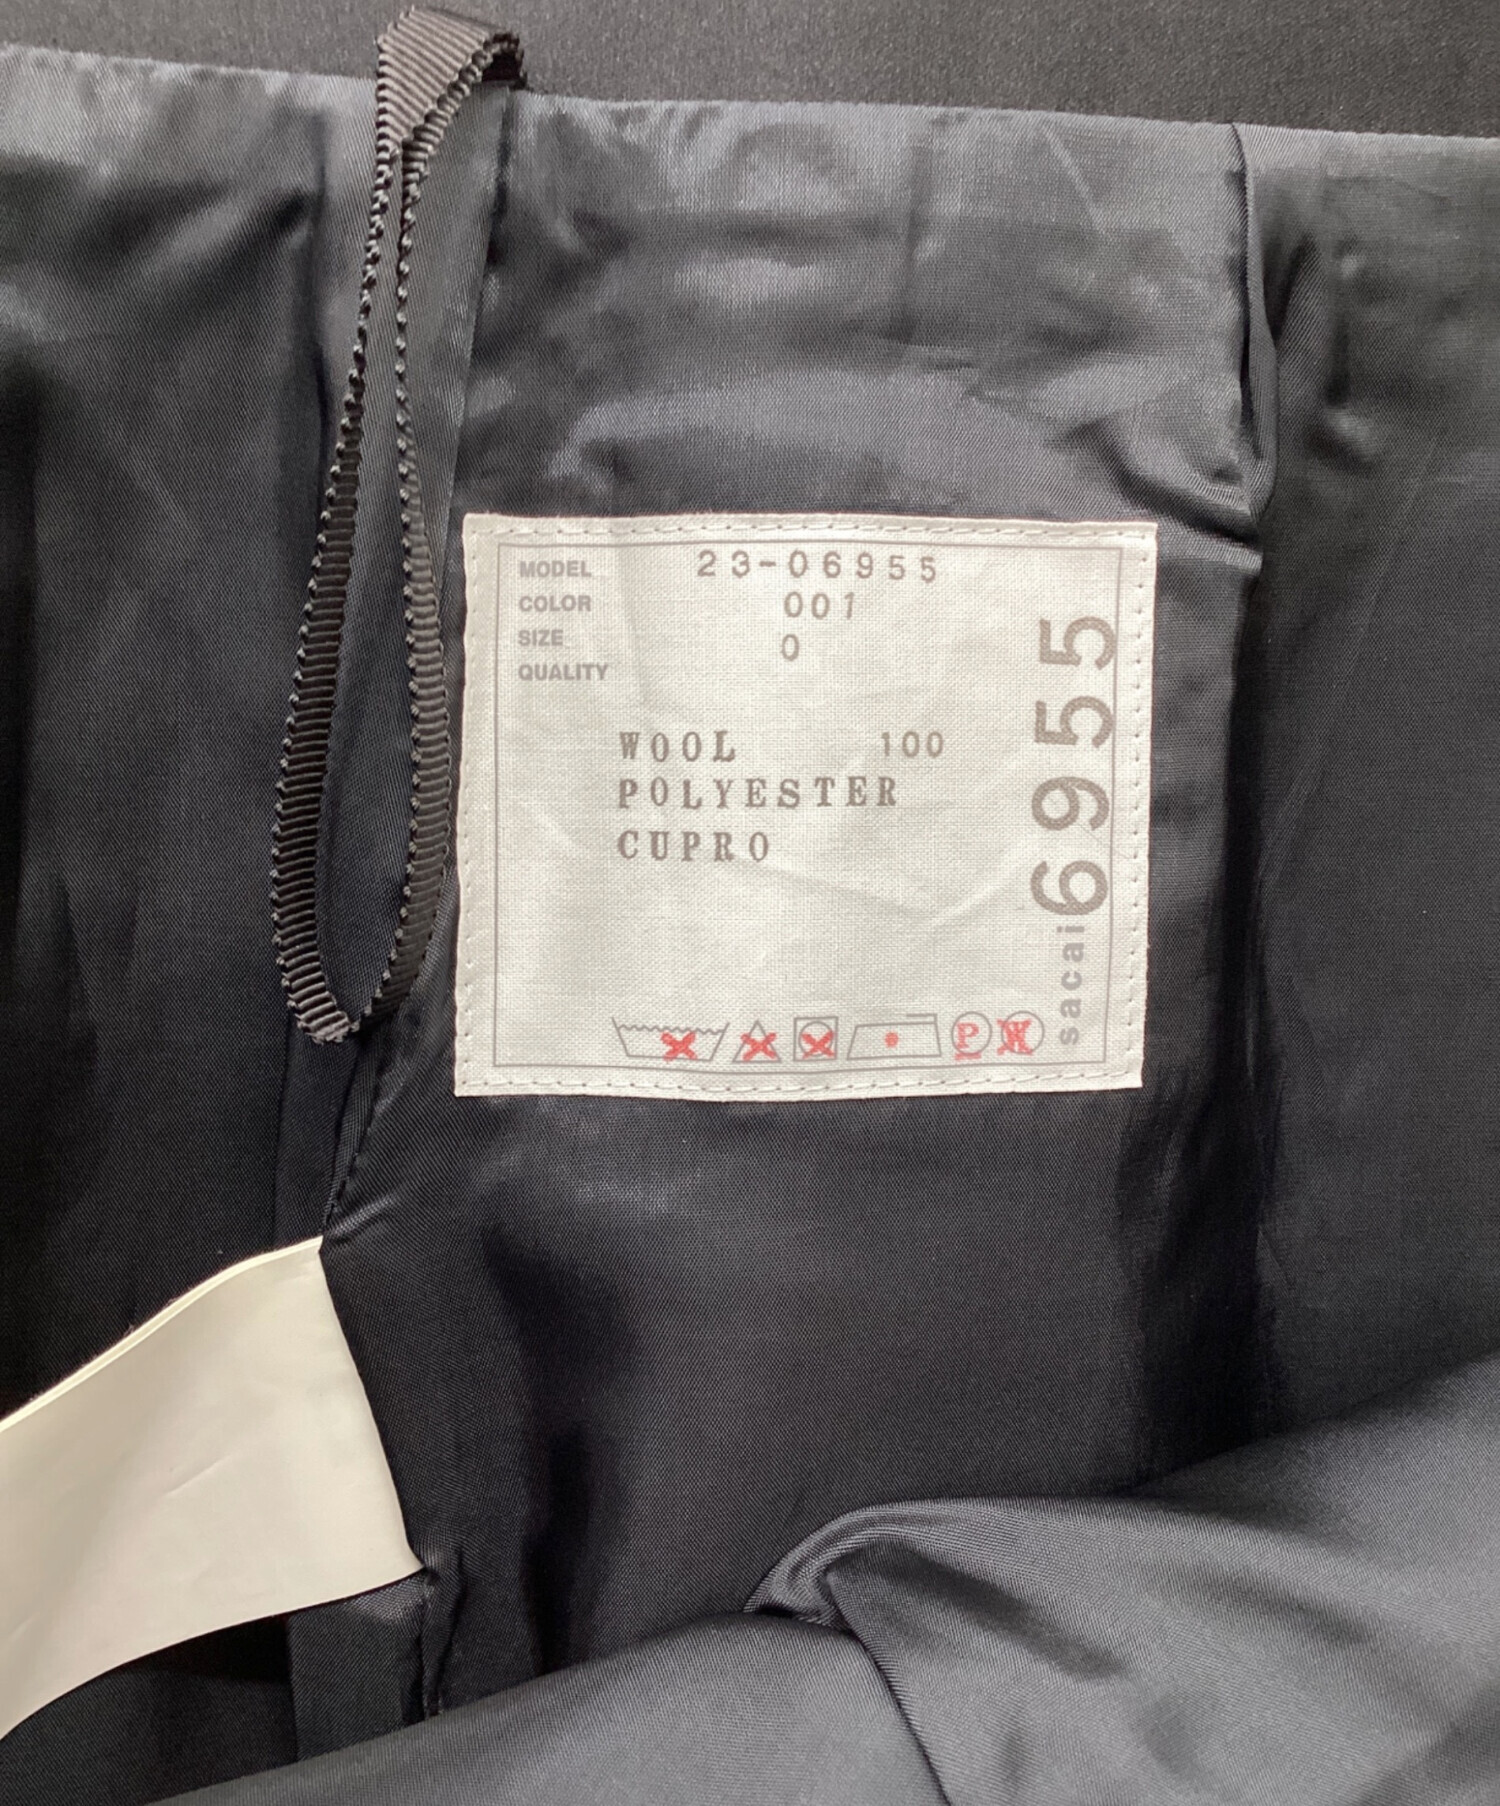 MODEL 23-06955
COLOR 001
SIZE 0
QUALITY
WOOL 100
POLYESTER
CUPRO
P W
sacai 6955